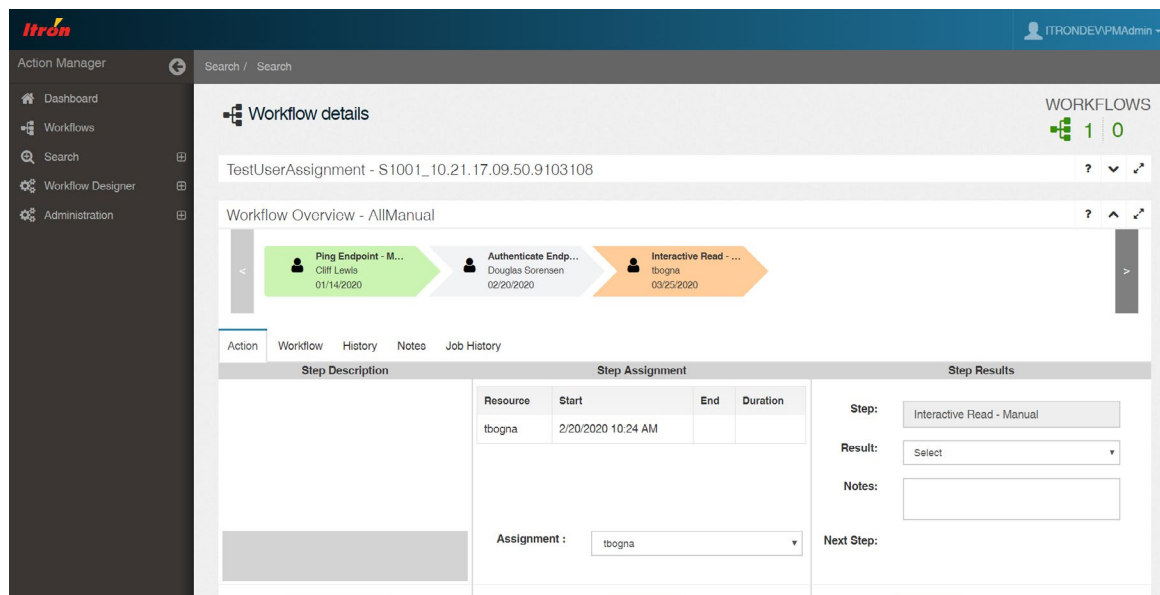 Itrón
ITRONDEV\PMAdmin
Action Manager
Search / Search
Dashboard
Workflows
Search
Workflow Designer
Administration
Workflow details
WORKFLOWS
1 0
TestUserAssignment - S1001_10.21.17.09.50.9103108
?
Workflow Overview - AllManual
?
<
Ping Endpoint - M...
Cliff Lewis
01/14/2020
Authenticate Endp...
Douglas Sorensen
02/20/2020
Interactive Read - ...
tbogna
03/25/2020
>
Action Workflow History Notes Job History
Step Description
Step Assignment
Resource Start End Duration
tbogna 2/20/2020 10:24 AM
Assignment : tbogna
Step Results
Step: Interactive Read - Manual
Result: Select
Notes:
Next Step: